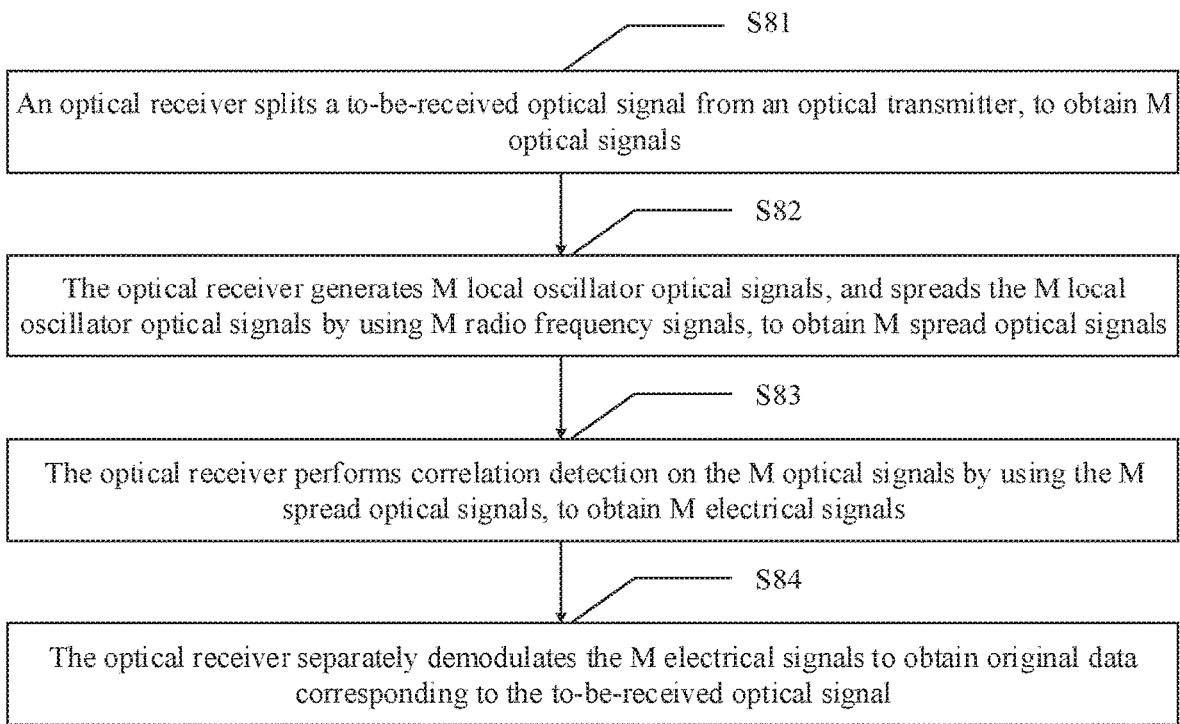 S81
An optical receiver splits a to-be-received optical signal from an optical transmitter, to obtain M
optical signals
S82
The optical receiver generates M local oscillator optical signals, and spreads the M local
oscillator optical signals by using M radio frequency signals, to obtain M spread optical signals
S83
The optical receiver performs correlation detection on the M optical signals by using the M
spread optical signals, to obtain M electrical signals
S84
The optical receiver separately demodulates the M electrical signals to obtain original data
corresponding to the to-be-received optical signal